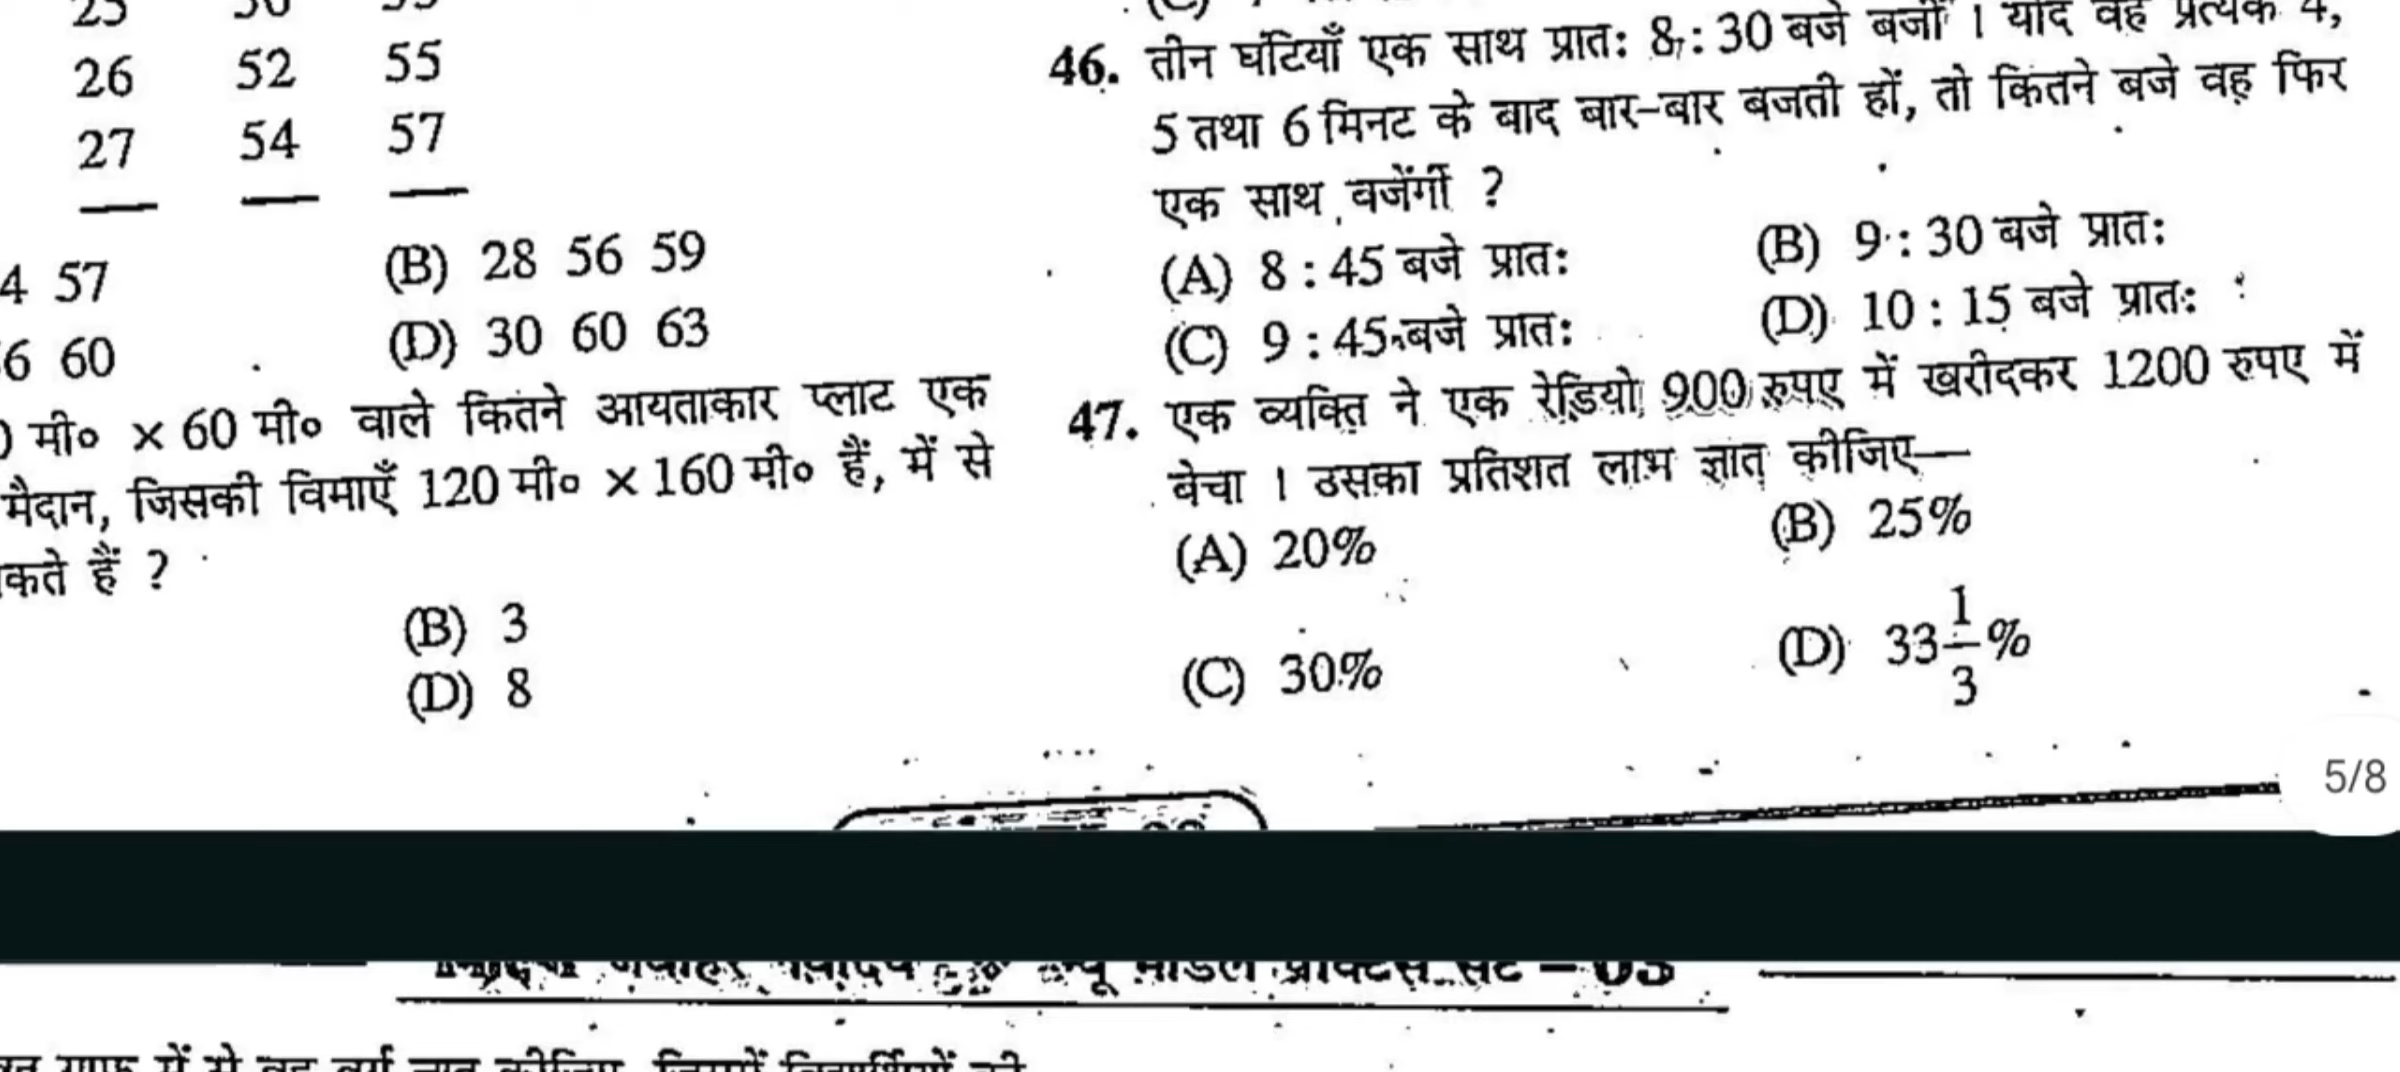 26 52 55
27 54 57
4 57 (B) 28 56 59
6 60 (D) 30 60 63
मी० × 60 मी० वाले कितने आयताकार प्लाट एक
मैदान, जिसकी विमाएँ 120 मी० × 160 मी० हैं, में से
कते हैं ?
(B) 3
(D) 8
46. तीन घंटियाँ एक साथ प्रातः 8 : 30 बजे बजीं । यदि वह प्रत्येक 4,
5 तथा 6 मिनट के बाद बार-बार बजती हों, तो कितने बजे वह फिर
एक साथ बजेंगी ?
(A) 8 : 45 बजे प्रातः (B) 9 : 30 बजे प्रातः
(C) 9 : 45 बजे प्रातः (D) 10 : 15 बजे प्रातः
47. एक व्यक्ति ने एक रेडियो 900 रुपए में खरीदकर 1200 रुपए में
बेचा । उसका प्रतिशत लाभ ज्ञात कीजिए—
(A) 20% (B) 25%
(C) 30% (D) 33 1/3 %
5/8